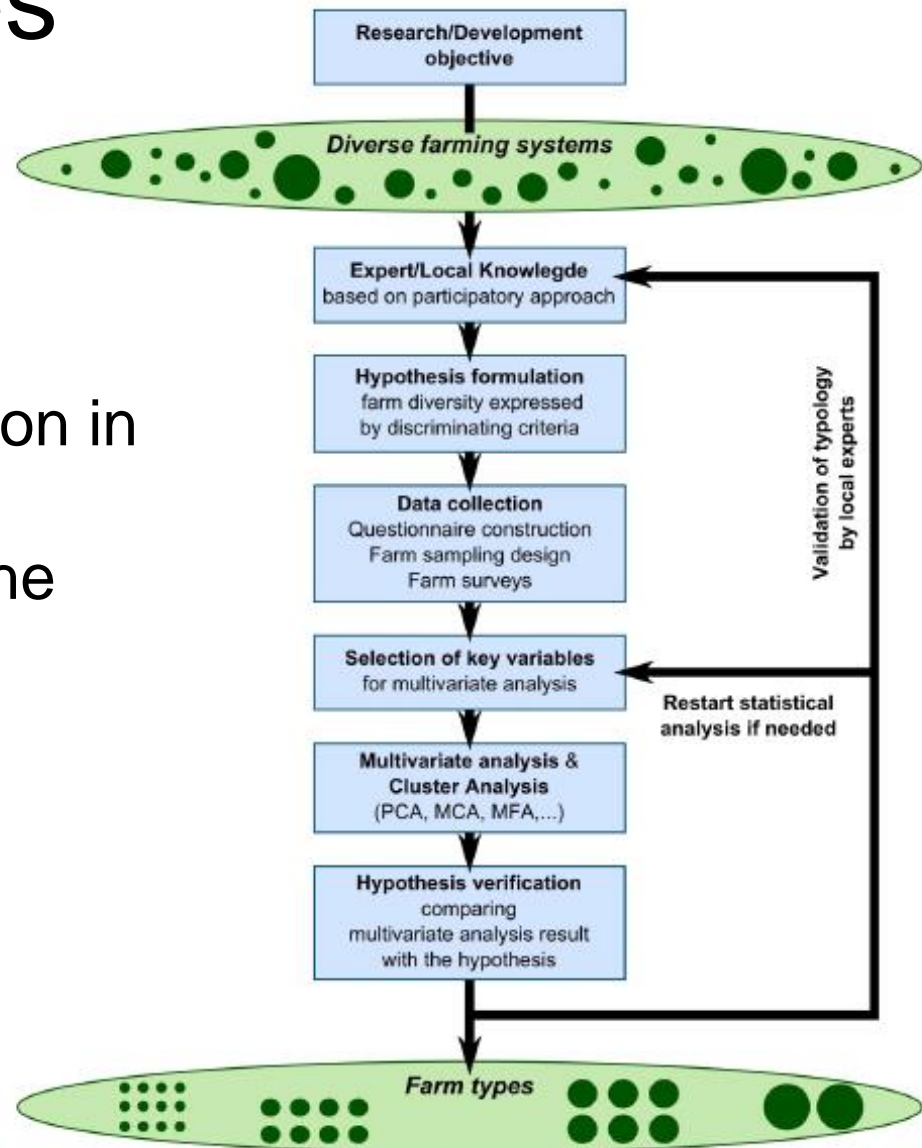 es
Research/Development
objective
Diverse farming systems
Expert/Local Knowlegde
based on participatory approach
Hypothesis formulation
farm diversity expressed
by discriminating criteria
on in
Data collection
Questionnaire construction
Farm sampling design
Farm surveys
ne
Validation of typology
by local experts
Selection of key variables
for multivariate analysis
Restart statistical
analysis if needed
Multivariate analysis &
Cluster Analysis
(PCA, MCA, MFA,...)
Hypothesis verification
comparing
multivariate analysis result
with the hypothesis
Farm types